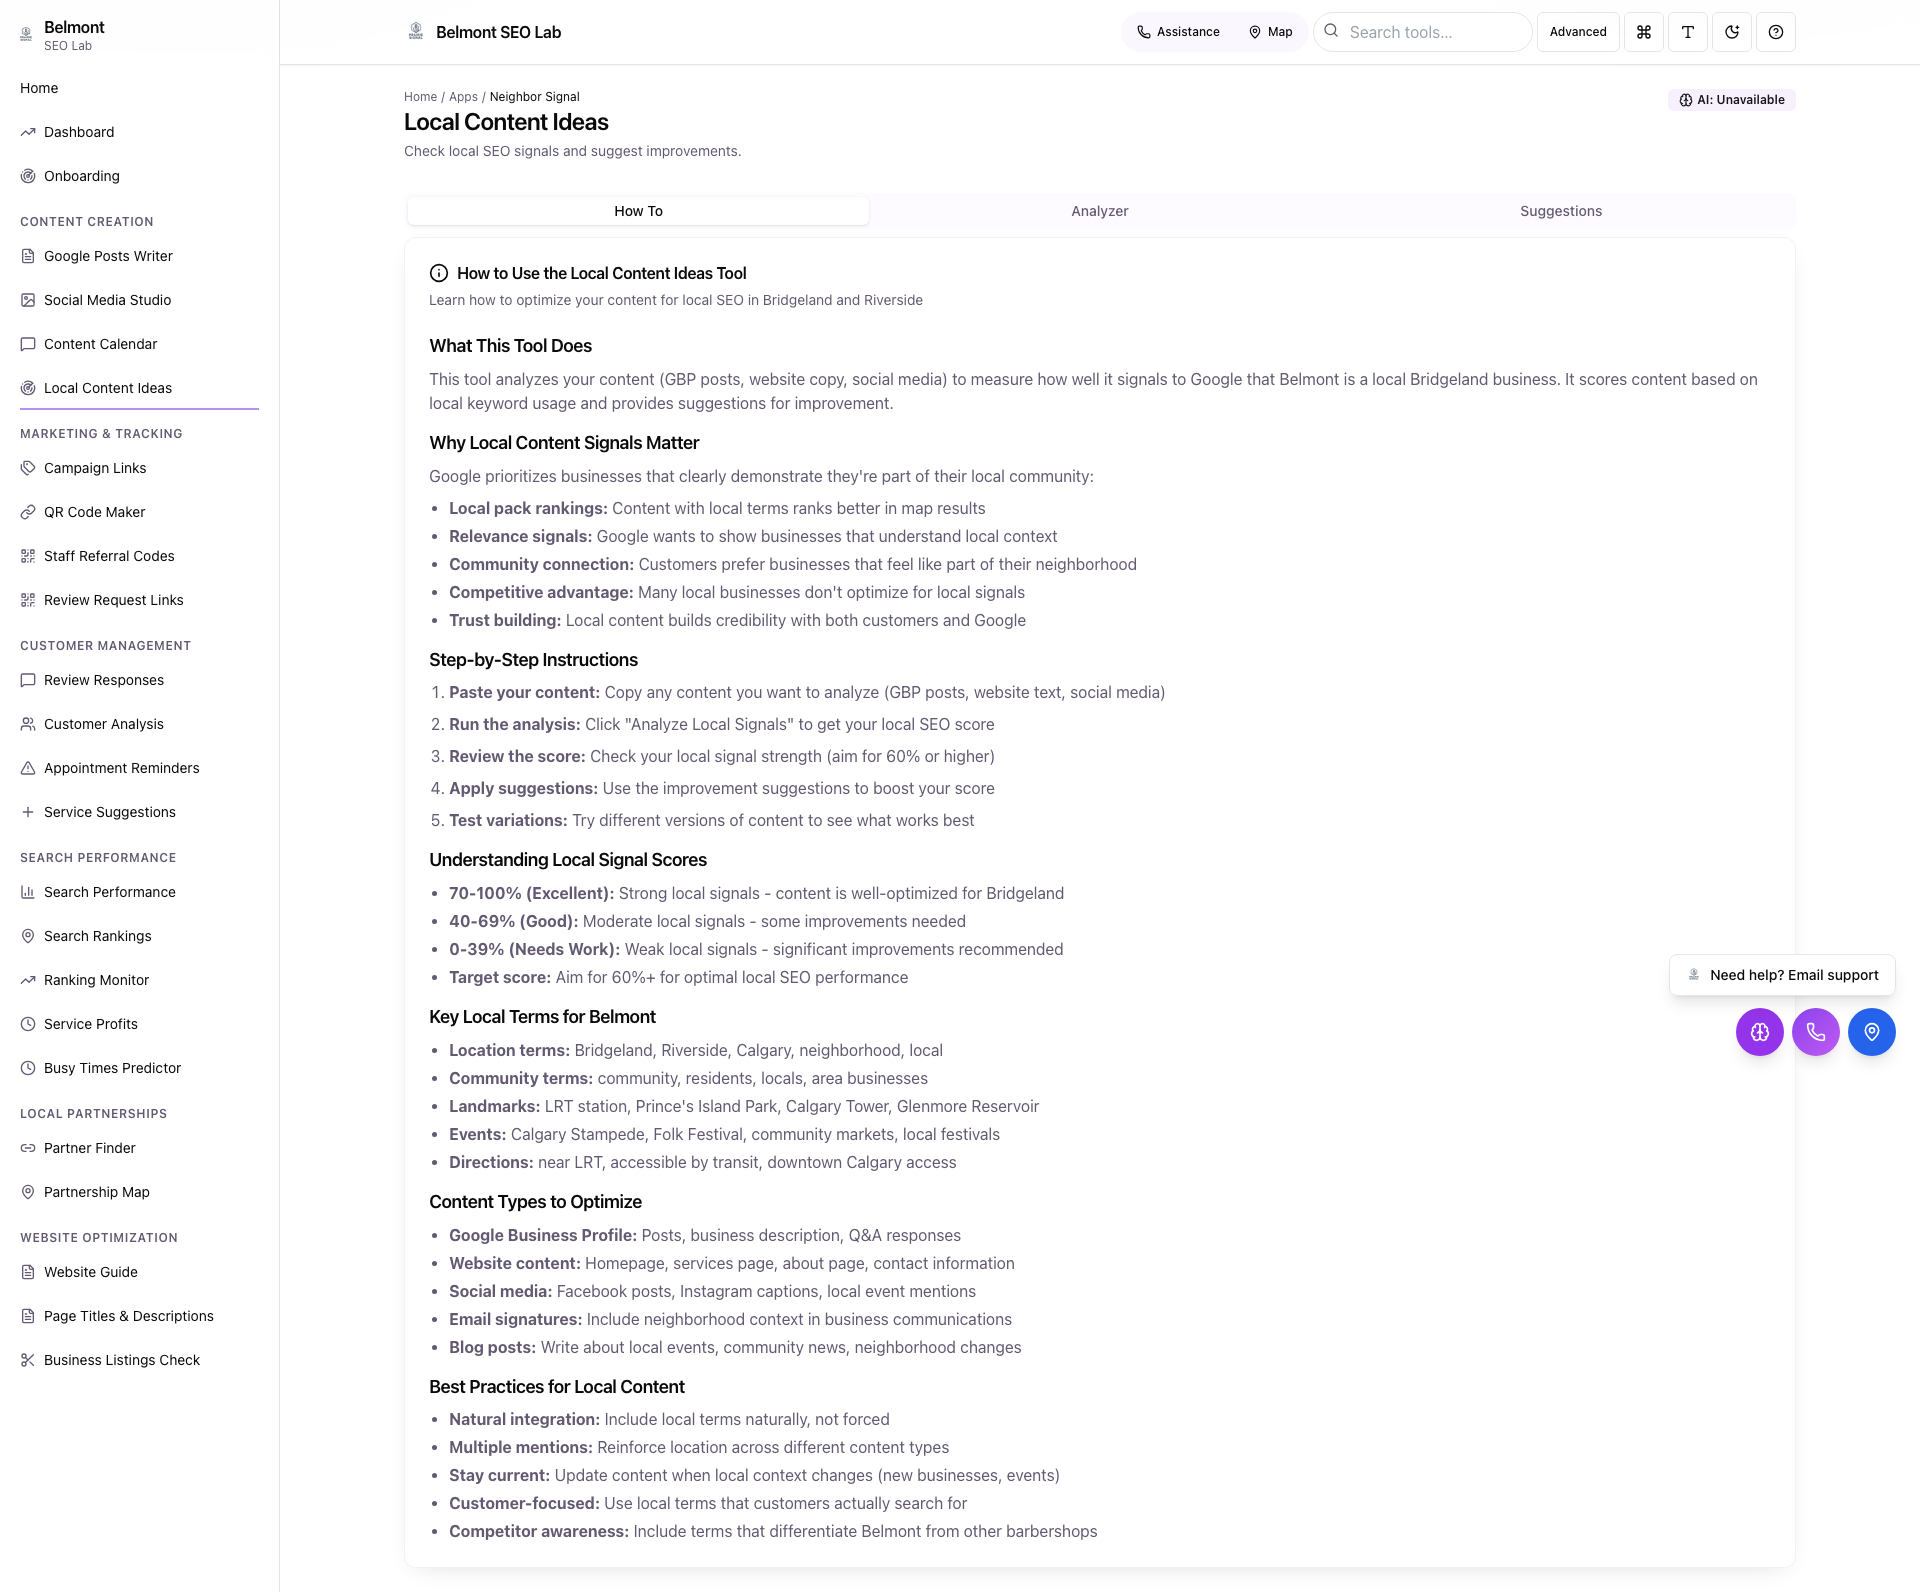 Belmont
SEO Lab
Home
Dashboard
Onboarding
CONTENT CREATION
Google Posts Writer
Social Media Studio
Content Calendar
Local Content Ideas
MARKETING & TRACKING
Campaign Links
QR Code Maker
Staff Referral Codes
Review Request Links
CUSTOMER MANAGEMENT
Review Responses
Customer Analysis
Appointment Reminders
Service Suggestions
SEARCH PERFORMANCE
Search Performance
Search Rankings
Ranking Monitor
Service Profits
Busy Times Predictor
LOCAL PARTNERSHIPS
Partner Finder
Partnership Map
WEBSITE OPTIMIZATION
Website Guide
Page Titles & Descriptions
Business Listings Check
Belmont SEO Lab
Assistance
Map
Search tools...
Advanced
Home / Apps / Neighbor Signal
AI: Unavailable
Local Content Ideas
Check local SEO signals and suggest improvements.
How To
Analyzer
Suggestions
How to Use the Local Content Ideas Tool
Learn how to optimize your content for local SEO in Bridgeland and Riverside
What This Tool Does
This tool analyzes your content (GBP posts, website copy, social media) to measure how well it signals to Google that Belmont is a local Bridgeland business. It scores content based on
local keyword usage and provides suggestions for improvement.
Why Local Content Signals Matter
Google prioritizes businesses that clearly demonstrate they're part of their local community:
• Local pack rankings: Content with local terms ranks better in map results
• Relevance signals: Google wants to show businesses that understand local context
• Community connection: Customers prefer businesses that feel like part of their neighborhood
• Competitive advantage: Many local businesses don't optimize for local signals
• Trust building: Local content builds credibility with both customers and Google
Step-by-Step Instructions
1. Paste your content: Copy any content you want to analyze (GBP posts, website text, social media)
2. Run the analysis: Click "Analyze Local Signals" to get your local SEO score
3. Review the score: Check your local signal strength (aim for 60% or higher)
4. Apply suggestions: Use the improvement suggestions to boost your score
5. Test variations: Try different versions of content to see what works best
Understanding Local Signal Scores
• 70-100% (Excellent): Strong local signals - content is well-optimized for Bridgeland
• 40-69% (Good): Moderate local signals - some improvements needed
• 0-39% (Needs Work): Weak local signals - significant improvements recommended
• Target score: Aim for 60%+ for optimal local SEO performance
Key Local Terms for Belmont
• Location terms: Bridgeland, Riverside, Calgary, neighborhood, local
• Community terms: community, residents, locals, area businesses
• Landmarks: LRT station, Prince's Island Park, Calgary Tower, Glenmore Reservoir
• Events: Calgary Stampede, Folk Festival, community markets, local festivals
• Directions: near LRT, accessible by transit, downtown Calgary access
Content Types to Optimize
• Google Business Profile: Posts, business description, Q&A responses
• Website content: Homepage, services page, about page, contact information
• Social media: Facebook posts, Instagram captions, local event mentions
• Email signatures: Include neighborhood context in business communications
• Blog posts: Write about local events, community news, neighborhood changes
Best Practices for Local Content
• Natural integration: Include local terms naturally, not forced
• Multiple mentions: Reinforce location across different content types
• Stay current: Update content when local context changes (new businesses, events)
• Customer-focused: Use local terms that customers actually search for
• Competitor awareness: Include terms that differentiate Belmont from other barbershops
Need help? Email support